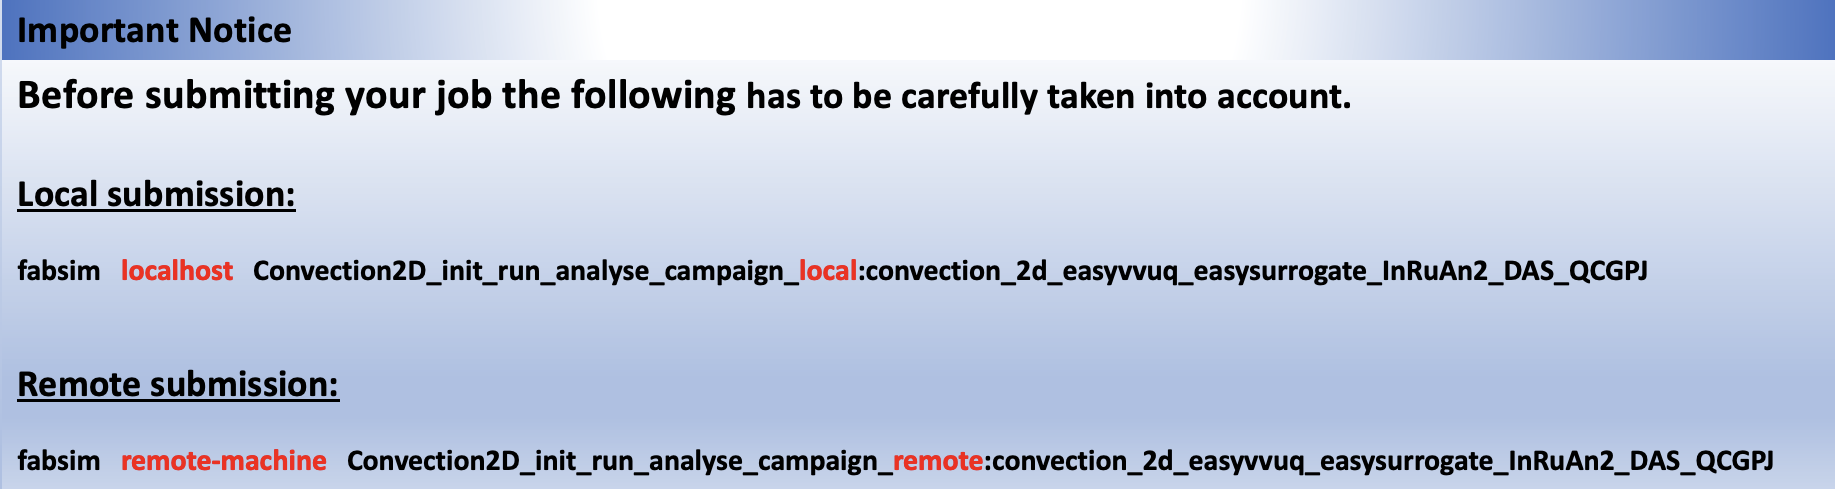 Important Notice
Before submitting your job the following has to be carefully taken into account.
Local submission:
fabsim localhost Convection2D_init_run_analyse_campaign_local:convection_2d_easyvvuq_easysurrogate_InRuAn2_DAS_QCGPJ
Remote submission:
fabsim remote-machine Convection2D_init_run_analyse_campaign_remote:convection_2d_easyvvuq_easysurrogate_InRuAn2_DAS_QCGPJ